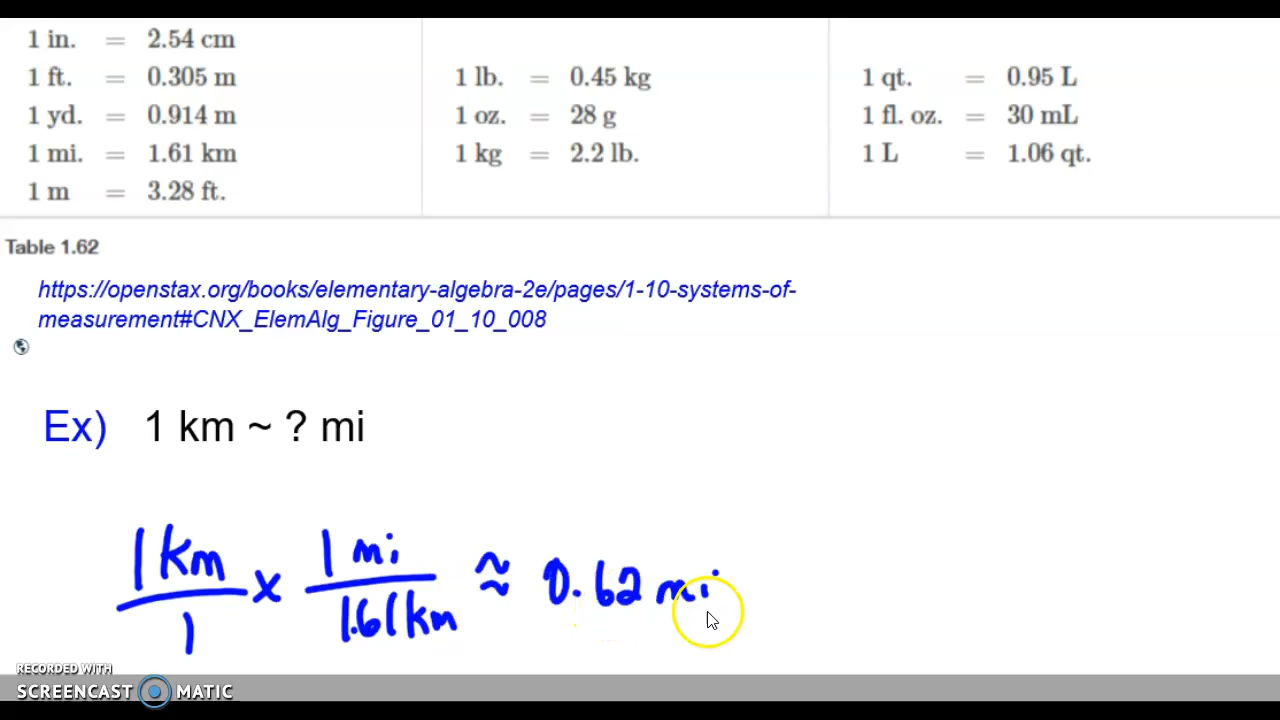 1 in. = 2.54 cm
1 ft. = 0.305 m
1 yd. = 0.914 m
1 mi. = 1.61 km
1 m = 3.28 ft.
1 lb. = 0.45 kg
1 oz. = 28 g
1 kg = 2.2 lb.
1 qt. = 0.95 L
1 fl. oz. = 30 mL
1 L = 1.06 qt.
Table 1.62
https://openstax.org/books/elementary-algebra-2e/pages/1-10-systems-of-
measurement#CNX_ElemAlg_Figure_01_10_008
Ex) 1 km ~ ? mi
1 km / 1 × 1 mi / 1.61 km ≈ 0.62 mi
RECORDED WITH
SCREENCAST MATIC